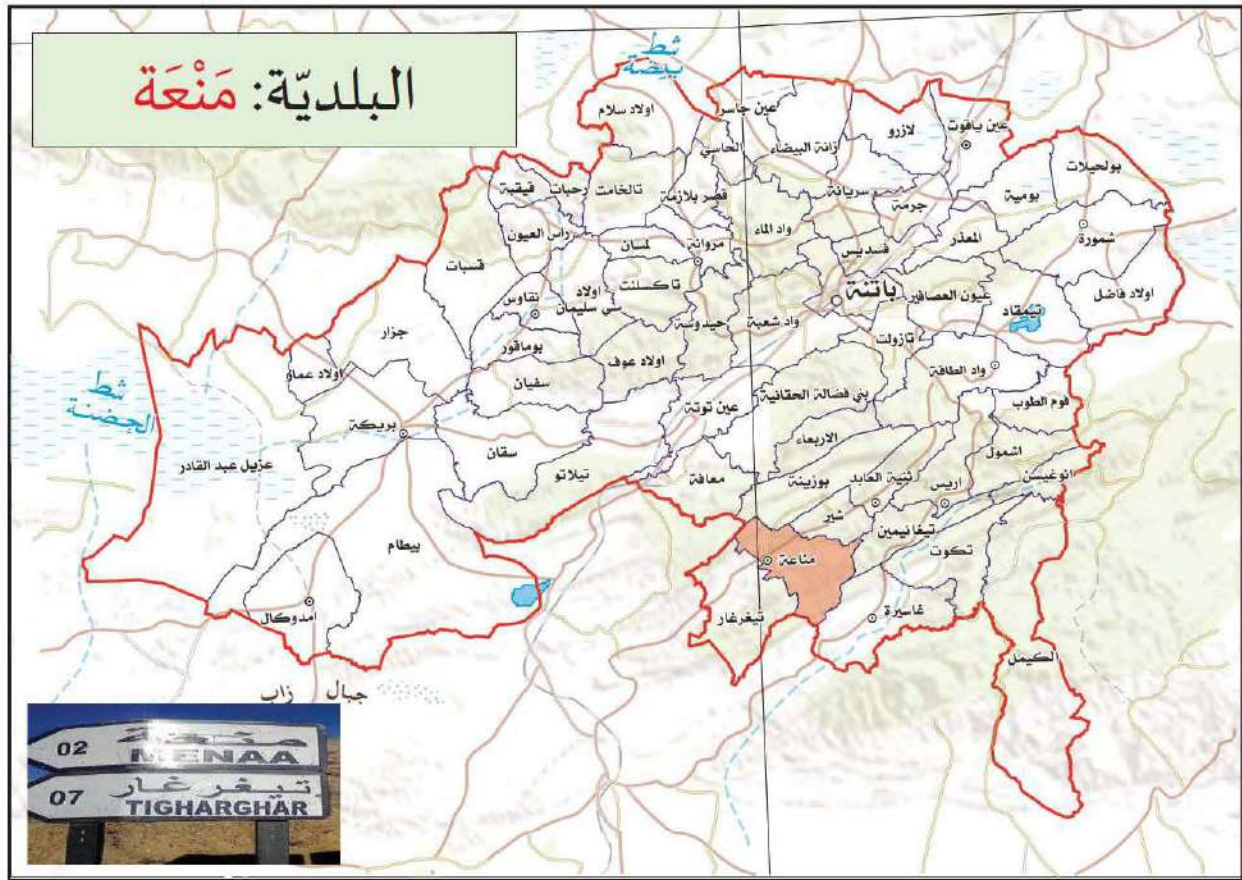 البلديّة: مَنْعَة
شط
بيضة
اولاد سلام
عين جاسر
الحاسي
زانة البيضاء
لازرو
عين ياقوت
بولحيلات
بومية
قيقبة
رحبات
تالخامت
قصر بلازمة
سريانة
جرمة
واد الماء
راس العيون
لمسان
مروانة
فسديس
المعذر
شمورة
قسبات
تاكسلنت
باتنة
عيون العصافير
اولاد فاضل
نقاوس
اولاد
سي سليمان
حيدوسة
واد شعبة
تيمقاد
تازولت
جزار
بوماقور
اولاد عوف
واد الطاقة
شط
الحضنة
اولاد عمار
سفيان
بني فضالة الحقانية
فوم الطوب
عين توتة
بريكة
الاربعاء
اشمول
سقان
عزيل عبد القادر
تيلاتو
معافة
بوزينة
ثنية العابد
اريس
انوغيسن
شير
تيغانيمين
بيطام
تكوت
مناعة
امدوكال
تيغرغار
غاسيرة
الكيمل
جبال زاب
02 منعة
MENAA
07 تيغرغار
TIGHARGHAR